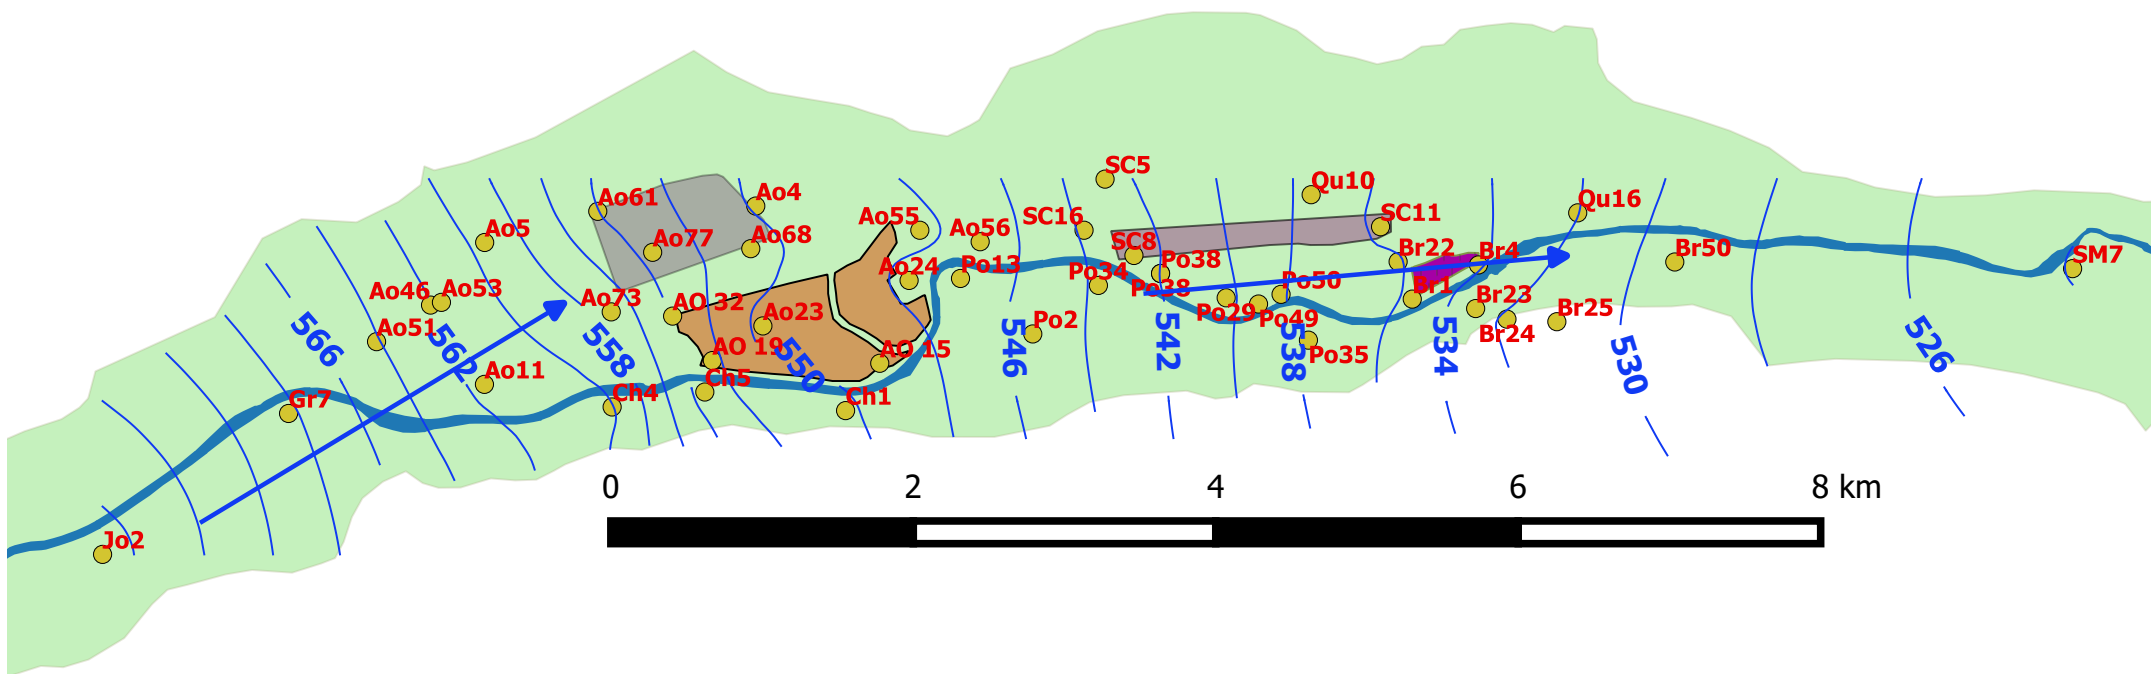 SC5
Qu10
Ao61
Ao4
Qu16
SC16
SC11
Ao55
Ao56
Ao5
Ao77
Ao68
SC8
Br22
Br4
Br50
SM7
Ao24
Po13
Po34
Po38
Po38
Po50
Br1
Ao46
Ao53
Ao73
AO 32
Ao23
Po29
Po49
Br23
Br24
Br25
Ao51
Po2
Po35
566
562
558
550
546
542
538
534
530
526
AO 19
AO 15
Ao11
Ch5
Ch4
Ch1
Gr7
Jo2
0 2 4 6 8 km